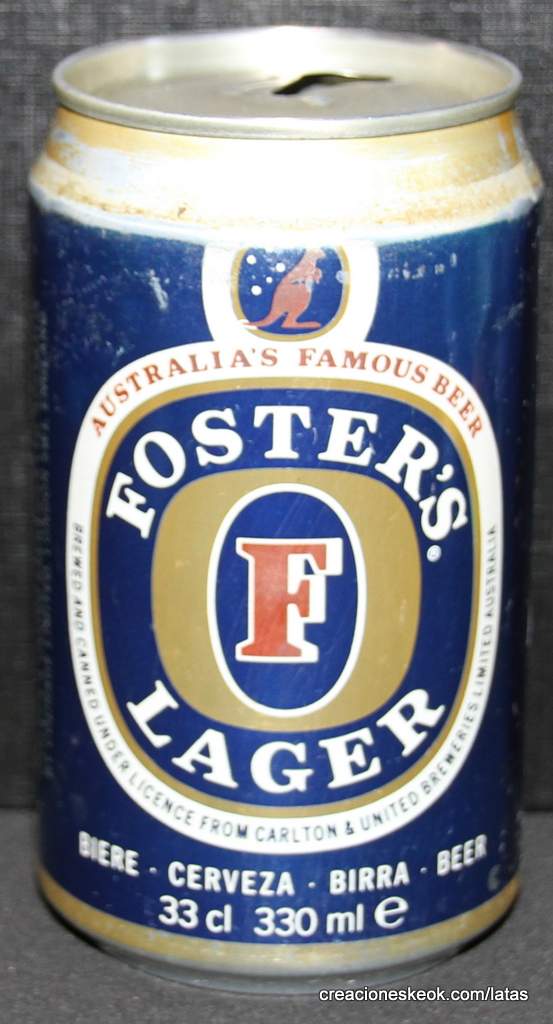 AUSTRALIA'S FAMOUS BEER
FOSTER'S
F
LAGER
BREWED AND CANNED UNDER LICENCE FROM CARLTON & UNITED BREWERIES LIMITED AUSTRALIA
BIERE · CERVEZA · BIRRA · BEER
33 cl 330 ml e
creacioneskeok.com/latas